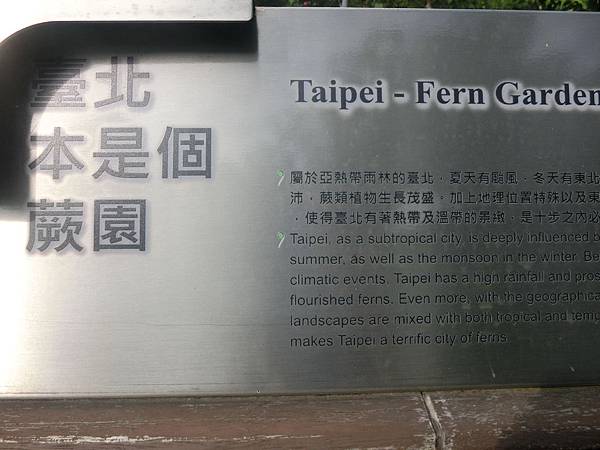 臺北
本是個
蕨園
Taipei - Fern Garden
屬於亞熱帶雨林的臺北，夏天有颱風，冬天有東北
沛，蕨類植物生長茂盛。加上地理位置特殊以及東
，使得臺北有著熱帶及溫帶的景緻，是十步之內必
Taipei, as a subtropical city, is deeply influenced b
summer, as well as the monsoon in the winter. Be
climatic events, Taipei has a high rainfall and pros
flourished ferns. Even more, with the geographica
landscapes are mixed with both tropical and temp
makes Taipei a terrific city of ferns.